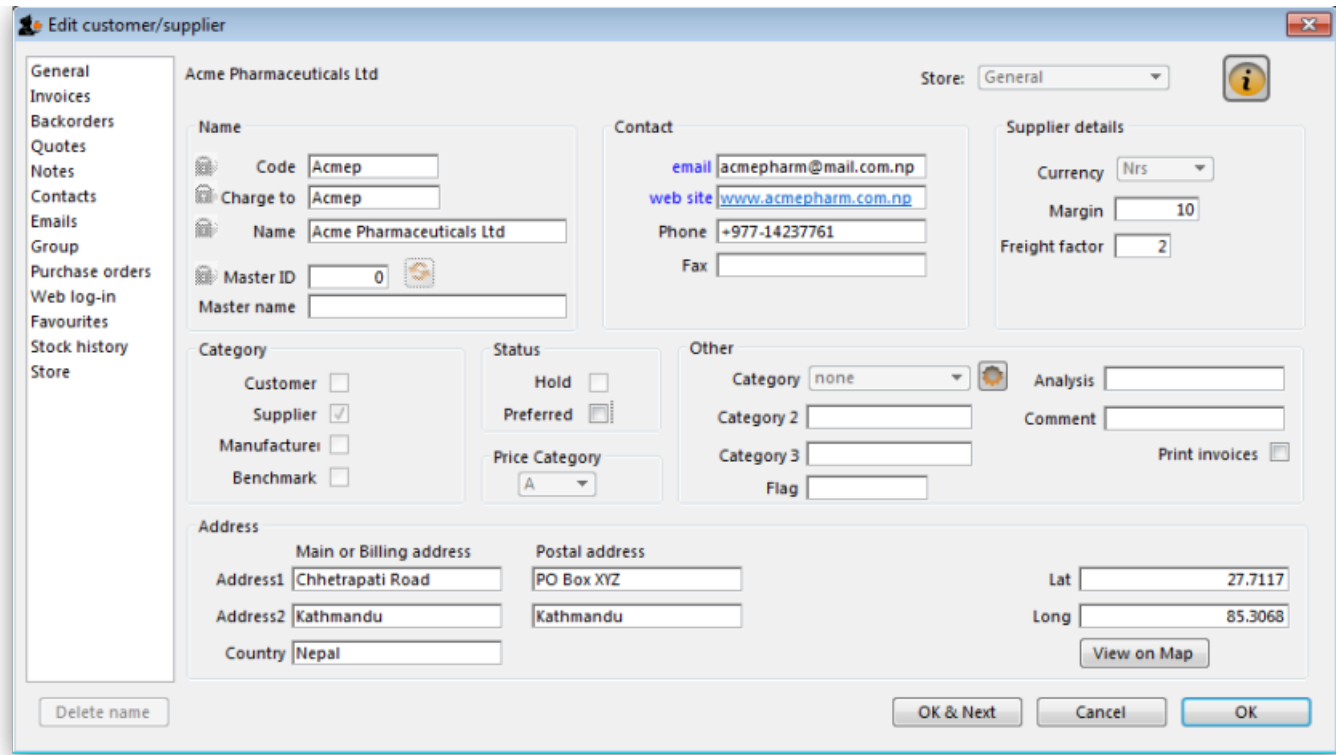 Edit customer/supplier
General
Invoices
Backorders
Quotes
Notes
Contacts
Emails
Group
Purchase orders
Web log-in
Favourites
Stock history
Store
Acme Pharmaceuticals Ltd
Store: General
Name
Code Acmep
Charge to Acmep
Name Acme Pharmaceuticals Ltd
Master ID 0
Master name
Contact
email acmepharm@mail.com.np
web site www.acmepharm.com.np
Phone +977-14237761
Fax
Supplier details
Currency Nrs
Margin 10
Freight factor 2
Category
Customer
Supplier
Manufacturer
Benchmark
Status
Hold
Preferred
Price Category
A
Other
Category none
Category 2
Category 3
Flag
Analysis
Comment
Print invoices
Address
Main or Billing address Postal address
Address1 Chhetrapati Road PO Box XYZ
Address2 Kathmandu Kathmandu
Country Nepal
Lat 27.7117
Long 85.3068
View on Map
Delete name OK & Next Cancel OK